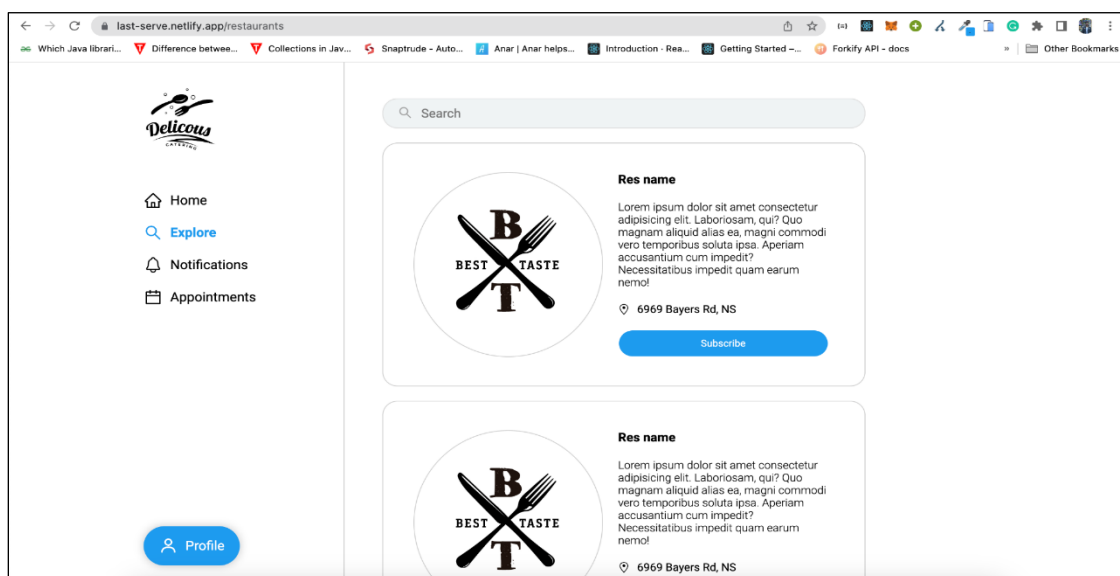 last-serve.netlify.app/restaurants
Which Java librari... Difference betwee... Collections in Jav... Snaptrude - Auto... Anar | Anar helps... Introduction - Rea... Getting Started –... Forkify API - docs » Other Bookmarks
Delicous
CATERING
Home
Explore
Notifications
Appointments
Profile
Search
B
BEST TASTE
T
Res name
Lorem ipsum dolor sit amet consectetur
adipisicing elit. Laboriosam, qui? Quo
magnam aliquid alias ea, magni commodi
vero temporibus soluta ipsa. Aperiam
accusantium cum impedit?
Necessitatibus impedit quam earum
nemo!
6969 Bayers Rd, NS
Subscribe
B
BEST TASTE
T
Res name
Lorem ipsum dolor sit amet consectetur
adipisicing elit. Laboriosam, qui? Quo
magnam aliquid alias ea, magni commodi
vero temporibus soluta ipsa. Aperiam
accusantium cum impedit?
Necessitatibus impedit quam earum
nemo!
6969 Bayers Rd, NS